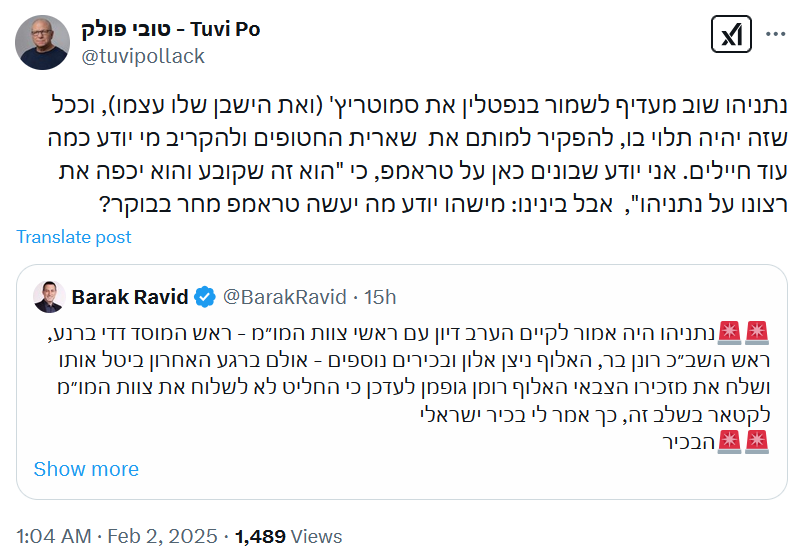 טובי פולק - Tuvi Po
@tuvipollack
נתניהו שוב מעדיף לשמור בנפטלין את סמוטריץ' (ואת הישבן שלו עצמו), וככל
שזה יהיה תלוי בו, להפקיר למותם את שארית החטופים ולהקריב מי יודע כמה
עוד חיילים. אני יודע שבונים כאן על טראמפ, כי "הוא זה שקובע והוא יכפה את
רצונו על נתניהו", אבל בינינו: מישהו יודע מה יעשה טראמפ מחר בבוקר?
Translate post
Barak Ravid @BarakRavid · 15h
🚨🚨נתניהו היה אמור לקיים הערב דיון עם ראשי צוות המו״מ - ראש המוסד דדי ברנע,
ראש השב״כ רונן בר, האלוף ניצן אלון ובכירים נוספים - אולם ברגע האחרון ביטל אותו
ושלח את מזכירו הצבאי האלוף רומן גופמן לעדכן כי החליט לא לשלוח את צוות המו״מ
לקטאר בשלב זה, כך אמר לי בכיר ישראלי
🚨🚨הבכיר
Show more
1:04 AM · Feb 2, 2025 · 1,489 Views